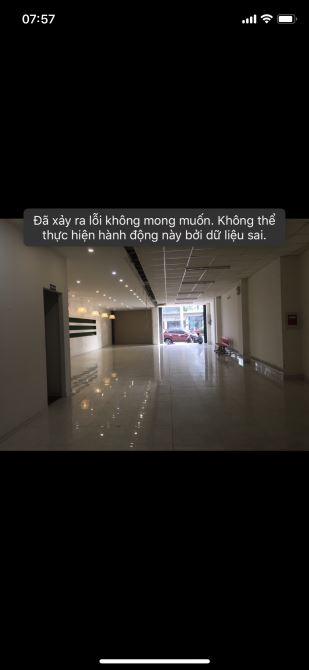 07:57
Đã xảy ra lỗi không mong muốn. Không thể
thực hiện hành động này bởi dữ liệu sai.